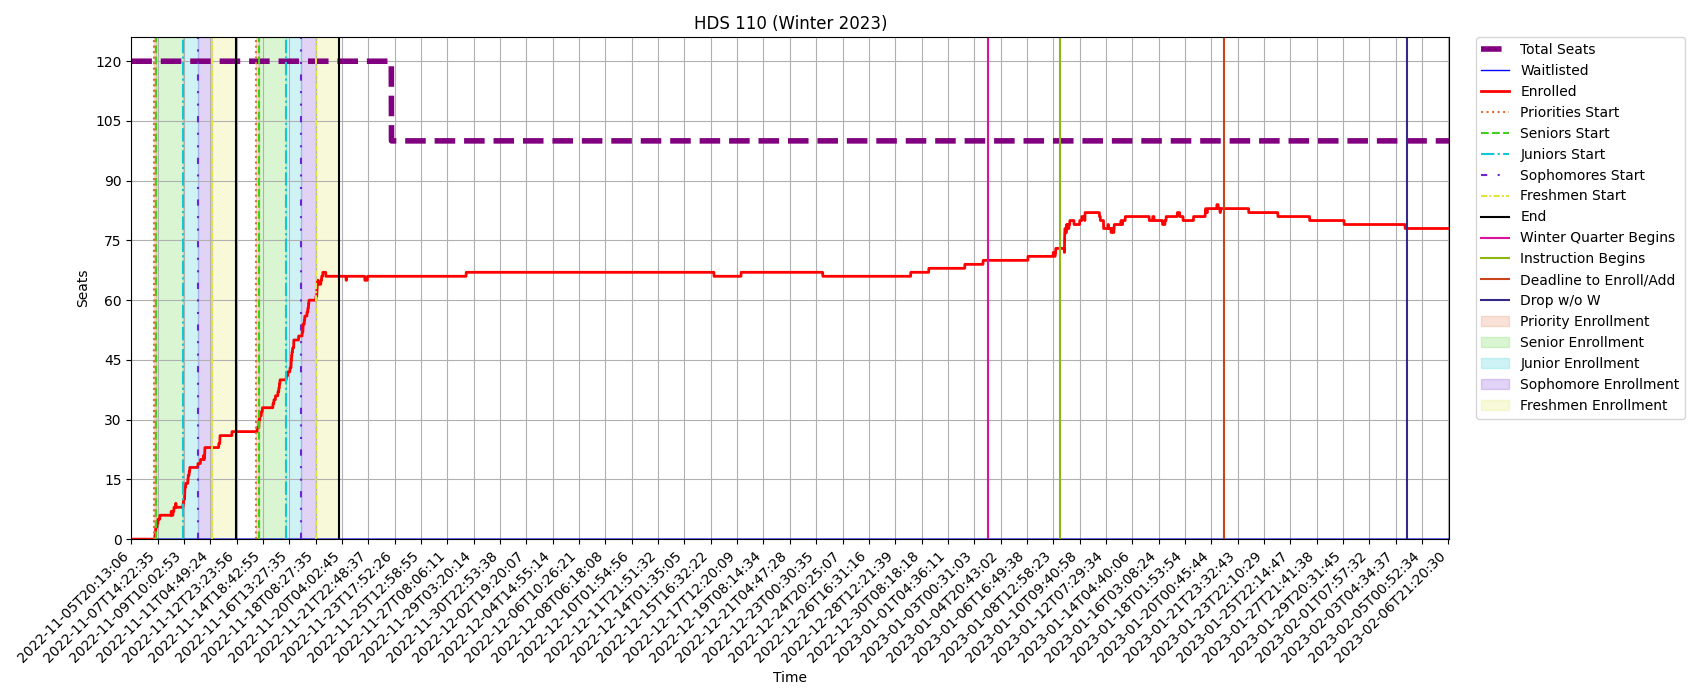 HDS 110 (Winter 2023)
120
105
90
75
60
45
30
15
0
Seats
2022-11-05T20:13:06
2022-11-07T14:22:35
2022-11-09T10:02:53
2022-11-11T04:49:24
2022-11-12T23:23:56
2022-11-14T18:42:55
2022-11-16T13:27:35
2022-11-18T08:27:35
2022-11-20T04:02:45
2022-11-21T22:48:37
2022-11-23T17:52:26
2022-11-25T12:58:55
2022-11-27T08:06:11
2022-11-29T03:20:14
2022-11-30T22:53:38
2022-12-02T19:20:07
2022-12-04T14:55:14
2022-12-06T10:26:21
2022-12-08T06:18:08
2022-12-10T01:54:56
2022-12-11T21:51:32
2022-12-14T01:35:05
2022-12-15T16:32:22
2022-12-17T12:20:09
2022-12-19T08:14:34
2022-12-21T04:47:28
2022-12-23T00:30:35
2022-12-24T20:25:07
2022-12-26T16:31:16
2022-12-28T12:21:39
2022-12-30T08:18:18
2023-01-01T04:36:11
2023-01-03T00:31:03
2023-01-04T20:43:02
2023-01-06T16:49:38
2023-01-08T12:58:23
2023-01-10T09:40:58
2023-01-12T07:29:34
2023-01-14T04:40:06
2023-01-16T03:08:24
2023-01-18T01:53:54
2023-01-20T00:45:44
2023-01-21T23:32:43
2023-01-23T22:10:29
2023-01-25T22:14:47
2023-01-27T21:41:38
2023-01-29T20:31:45
2023-02-01T07:57:32
2023-02-03T04:34:37
2023-02-05T00:52:34
2023-02-06T21:20:30
Time
Total Seats
Waitlisted
Enrolled
Priorities Start
Seniors Start
Juniors Start
Sophomores Start
Freshmen Start
End
Winter Quarter Begins
Instruction Begins
Deadline to Enroll/Add
Drop w/o W
Priority Enrollment
Senior Enrollment
Junior Enrollment
Sophomore Enrollment
Freshmen Enrollment